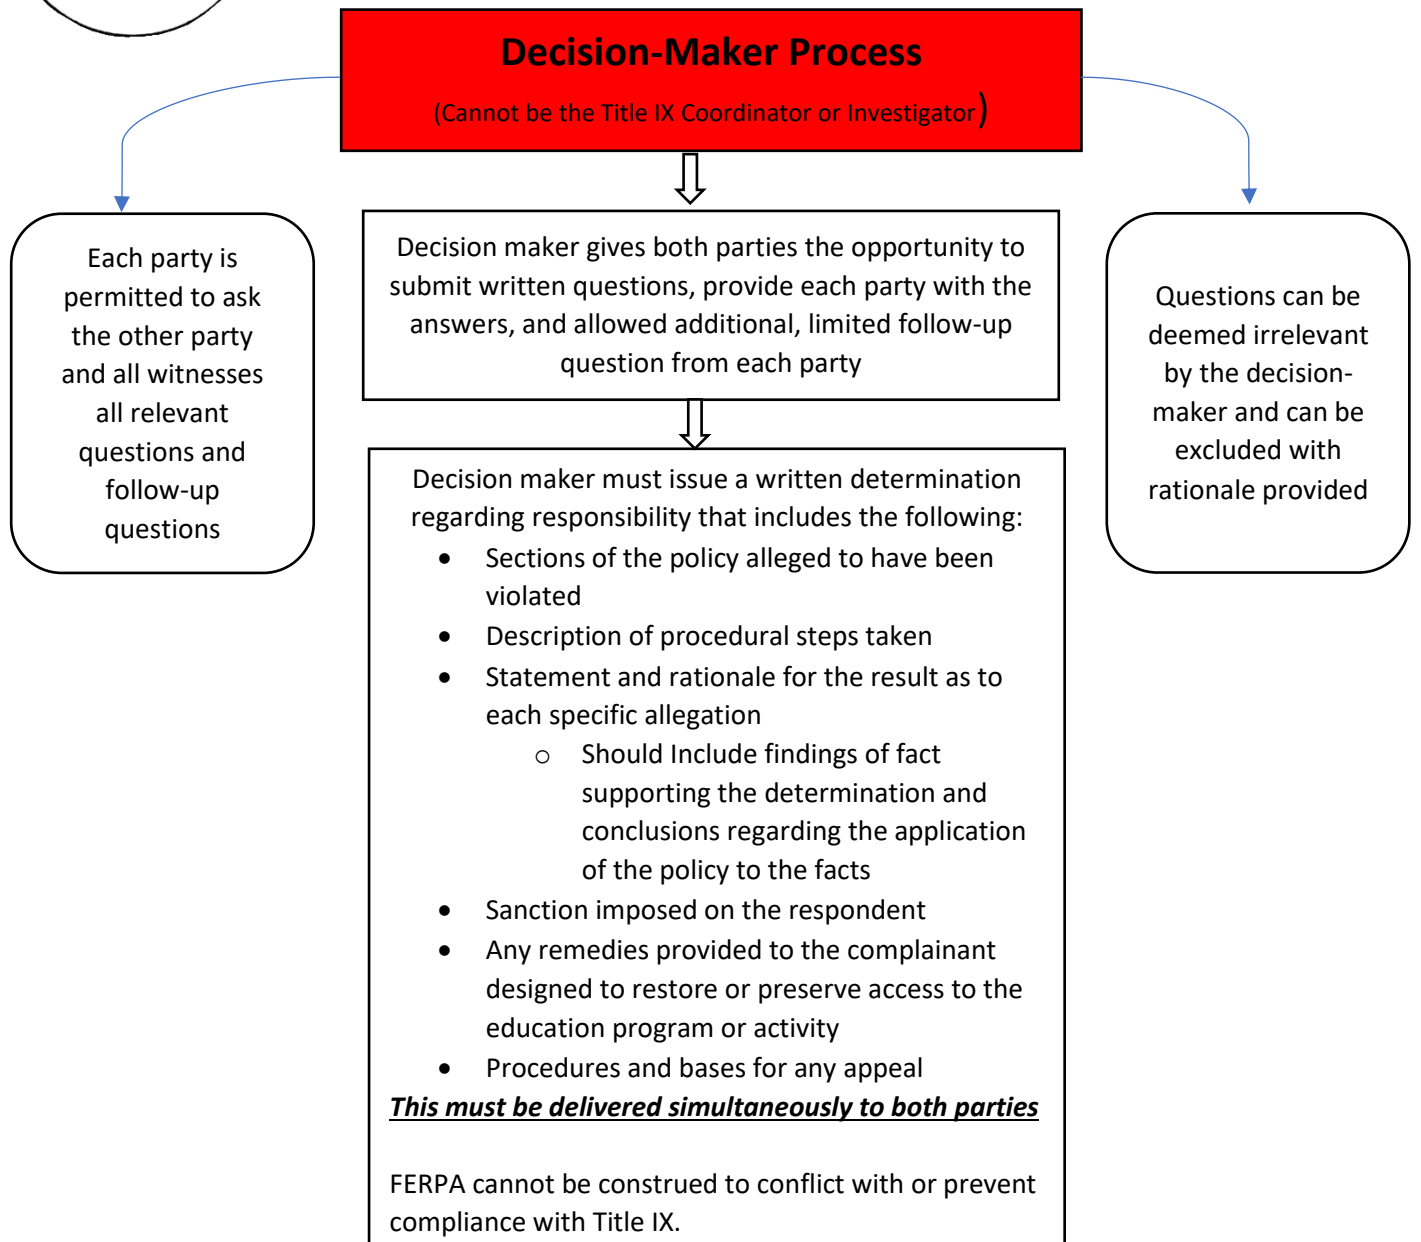 Decision-Maker Process
(Cannot be the Title IX Coordinator or Investigator)
Each party is
permitted to ask
the other party
and all witnesses
all relevant
questions and
follow-up
questions
Decision maker gives both parties the opportunity to
submit written questions, provide each party with the
answers, and allowed additional, limited follow-up
question from each party
Questions can be
deemed irrelevant
by the decision-
maker and can be
excluded with
rationale provided
Decision maker must issue a written determination
regarding responsibility that includes the following:
• Sections of the policy alleged to have been
violated
• Description of procedural steps taken
• Statement and rationale for the result as to
each specific allegation
o Should Include findings of fact
supporting the determination and
conclusions regarding the application
of the policy to the facts
• Sanction imposed on the respondent
• Any remedies provided to the complainant
designed to restore or preserve access to the
education program or activity
• Procedures and bases for any appeal
This must be delivered simultaneously to both parties
FERPA cannot be construed to conflict with or prevent
compliance with Title IX.